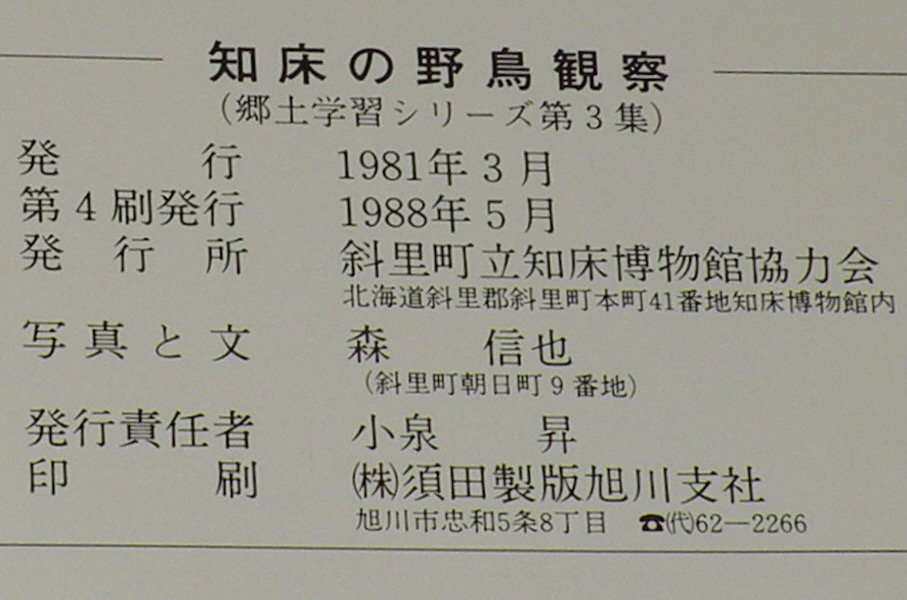 知床の野鳥観察
(郷土学習シリーズ第3集)
発行 1981年3月
第4刷発行 1988年5月
発行所 斜里町立知床博物館協力会
北海道斜里郡斜里町本町41番地知床博物館内
写真と文 森 信也
(斜里町朝日町9番地)
発行責任者 小泉 昇
印刷 ㈱須田製版旭川支社
旭川市忠和5条8丁目 ☎㈹62―2266